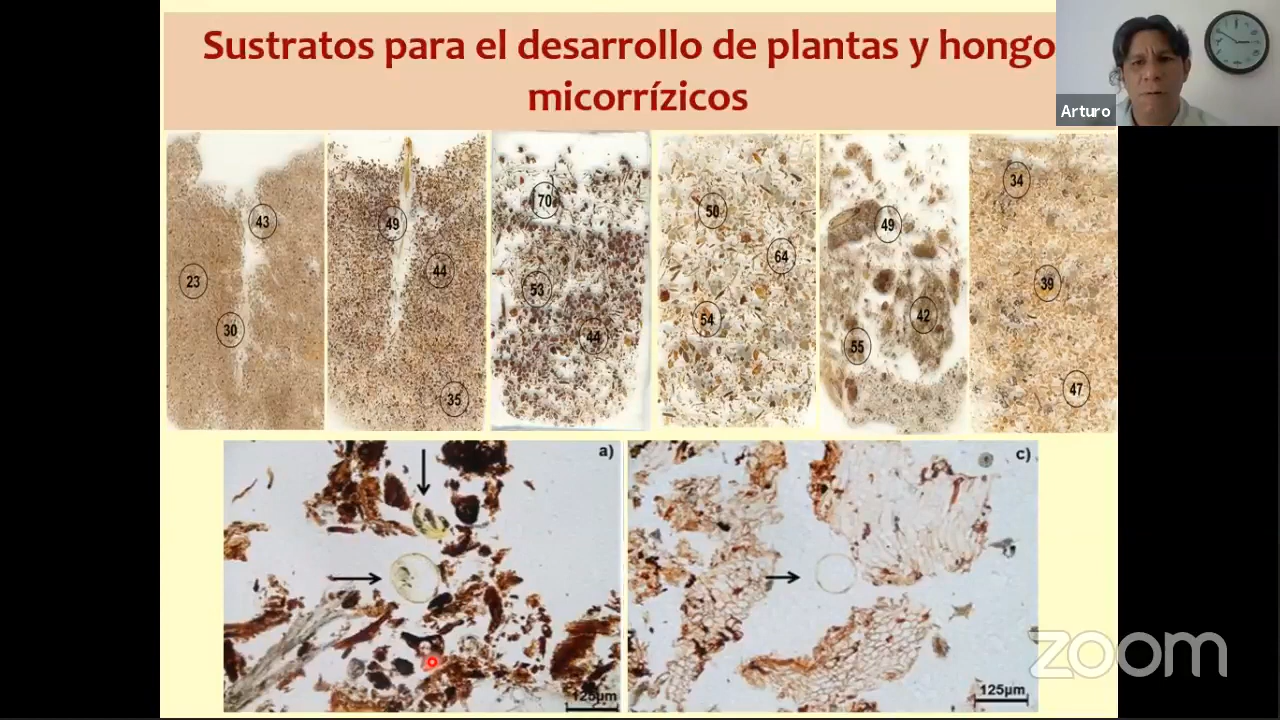 Sustratos para el desarrollo de plantas y hongo
micorrízicos
Arturo
43
23
30
49
44
35
70
53
44
50
64
54
49
42
55
34
39
47
a)
125µm
c)
125µm
zoom